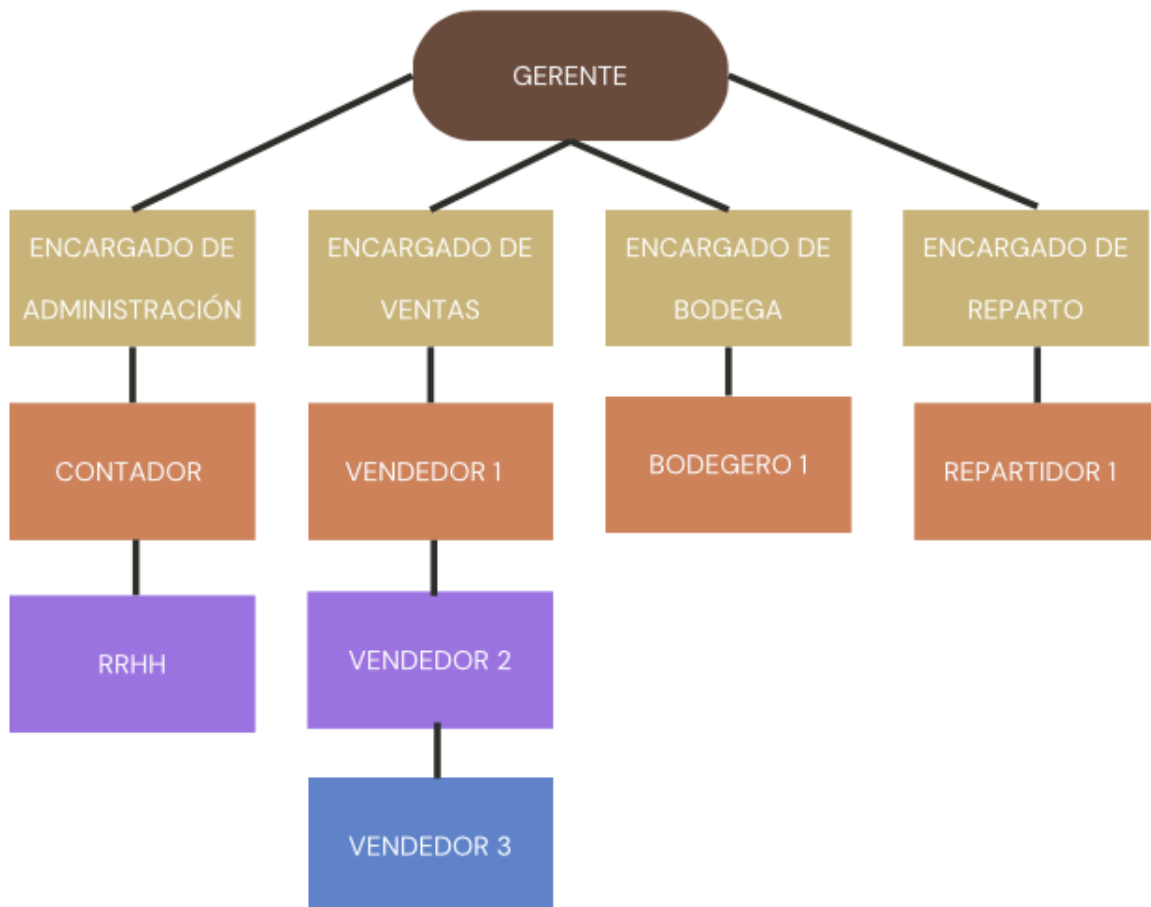 GERENTE
ENCARGADO DE
ADMINISTRACIÓN
ENCARGADO DE
VENTAS
ENCARGADO DE
BODEGA
ENCARGADO DE
REPARTO
CONTADOR
VENDEDOR 1
BODEGERO 1
REPARTIDOR 1
RRHH
VENDEDOR 2
VENDEDOR 3